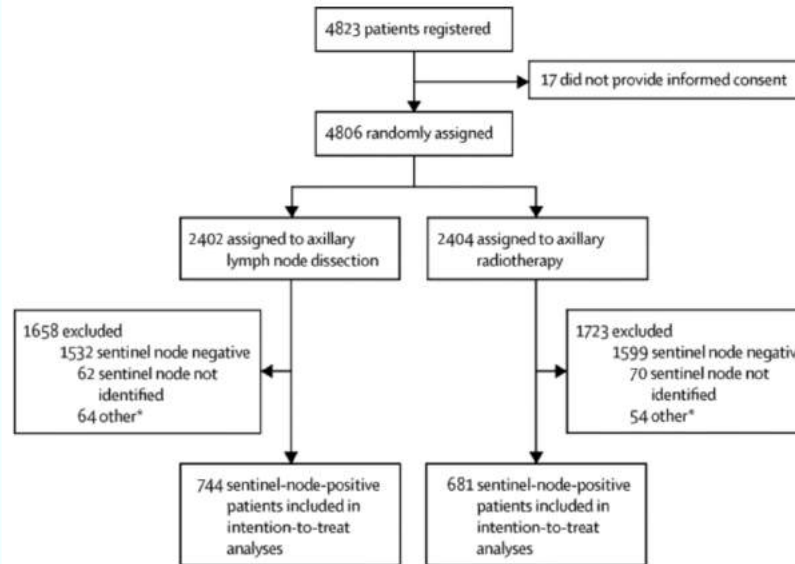 4823 patients registered
17 did not provide informed consent
4806 randomly assigned
2402 assigned to axillary
lymph node dissection
2404 assigned to axillary
radiotherapy
1658 excluded
1532 sentinel node negative
62 sentinel node not
identified
64 other*
1723 excluded
1599 sentinel node negative
70 sentinel node not
identified
54 other*
744 sentinel-node-positive
patients included in
intention-to-treat
analyses
681 sentinel-node-positive
patients included in
intention-to-treat
analyses